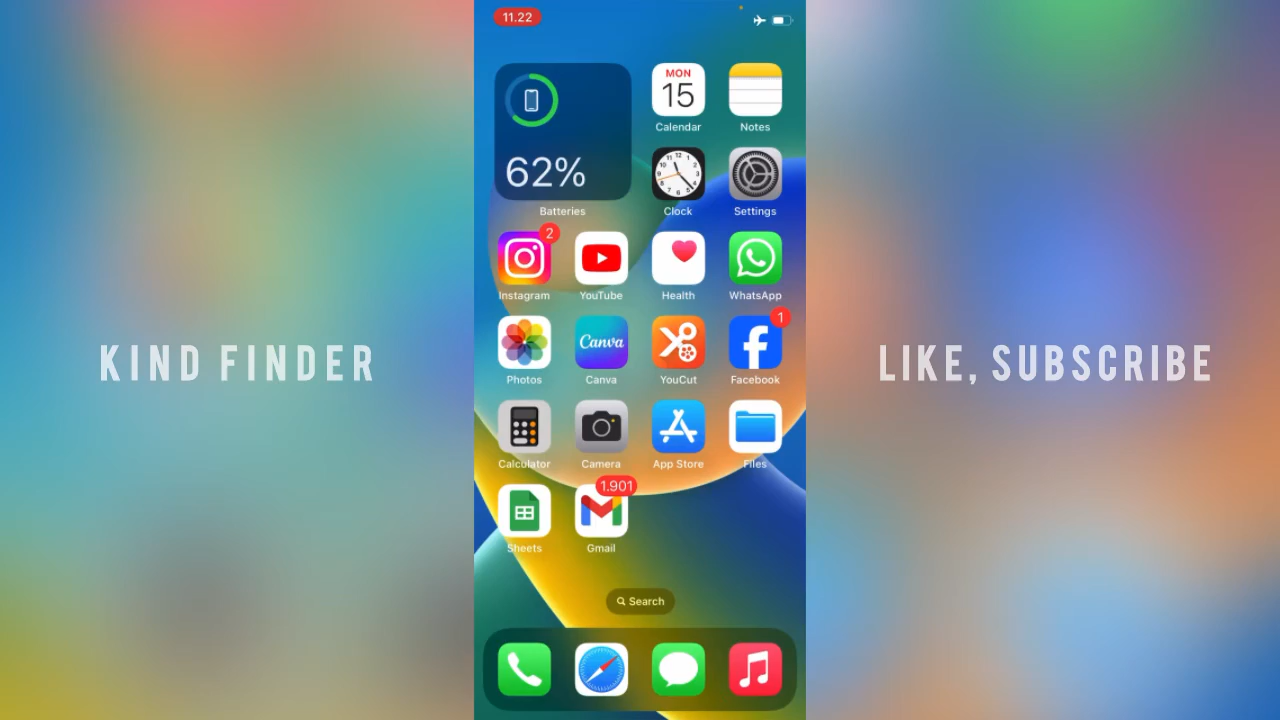 11.22
MON
15
Calendar
Notes
62%
Batteries
Clock
Settings
2
Instagram
YouTube
Health
WhatsApp
KIND FINDER
LIKE, SUBSCRIBE
Photos
Canva
Canva
YouCut
1
Facebook
Calculator
Camera
App Store
Files
Sheets
1.901
Gmail
Search